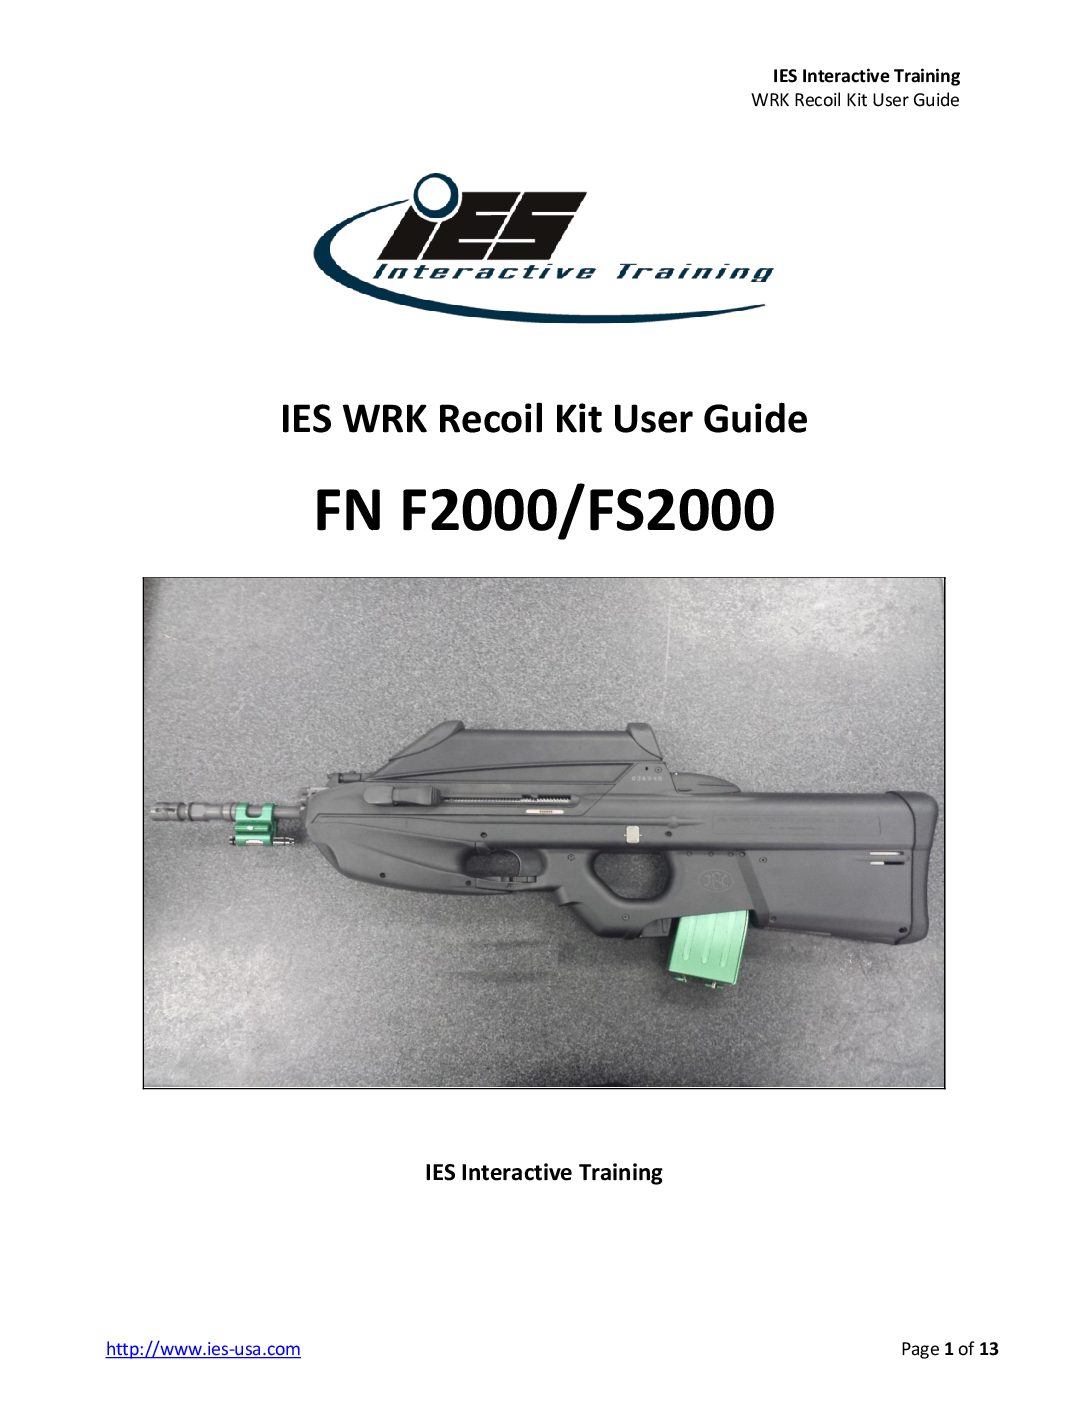 IES Interactive Training
WRK Recoil Kit User Guide
iES
Interactive Training
IES WRK Recoil Kit User Guide
FN F2000/FS2000
IES Interactive Training
http://www.ies-usa.com
Page 1 of 13